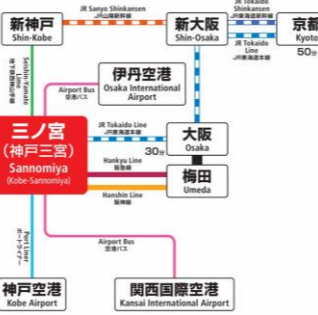 JR Sanyo Shinkansen
JR山陽新幹線
JR Tokaido
Shinkansen
JR東海道新幹線
新神戸
Shin-Kobe
新大阪
Shin-Osaka
京都
Kyoto
JR Tokaido
Line
JR東海道本線
50分
Seishin-Yamate
Line
Airport Bus
空港バス
伊丹空港
Osaka International
Airport
三ノ宮
(神戸三宮)
Sannomiya
(Kobe-Sannomiya)
JR Tokaido Line
JR東海道本線
30分
大阪
Osaka
Hankyu Line
阪急線
梅田
Umeda
Hanshin Line
阪神線
Port Liner
ポートライナー
Airport Bus
空港バス
神戸空港
Kobe Airport
関西国際空港
Kansai International Airport